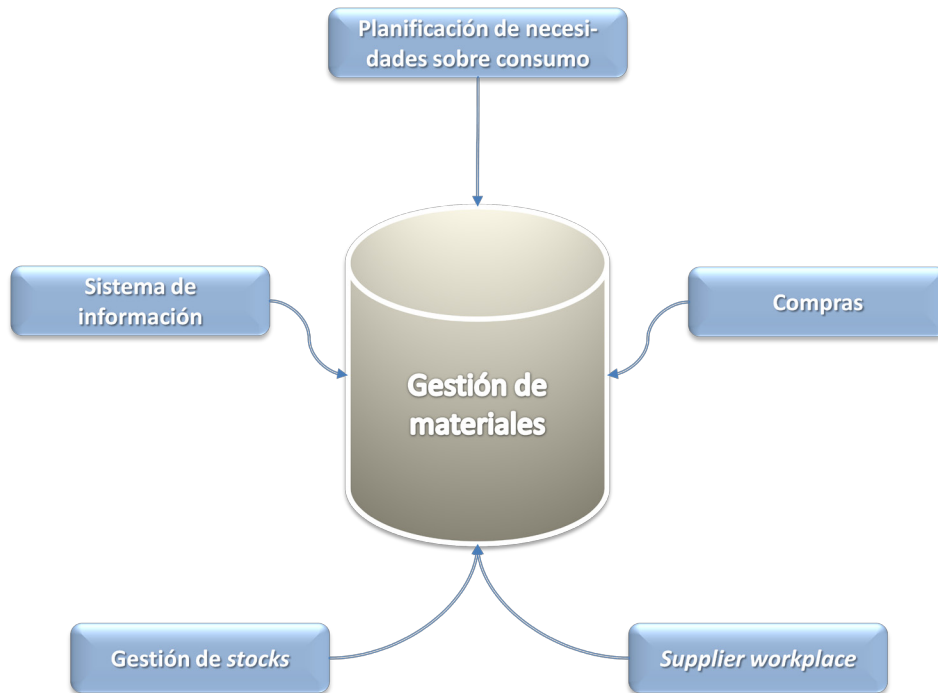 Planificación de necesi-
dades sobre consumo
Sistema de
información
Compras
Gestión de
materiales
Gestión de stocks
Supplier workplace